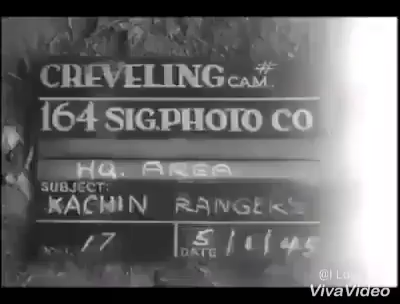 CREVELING CAM #
164 SIG. PHOTO CO
HQ. AREA
SUBJECT:
KACHIN RANGERS
17
5/1/45
DATE
VivaVideo